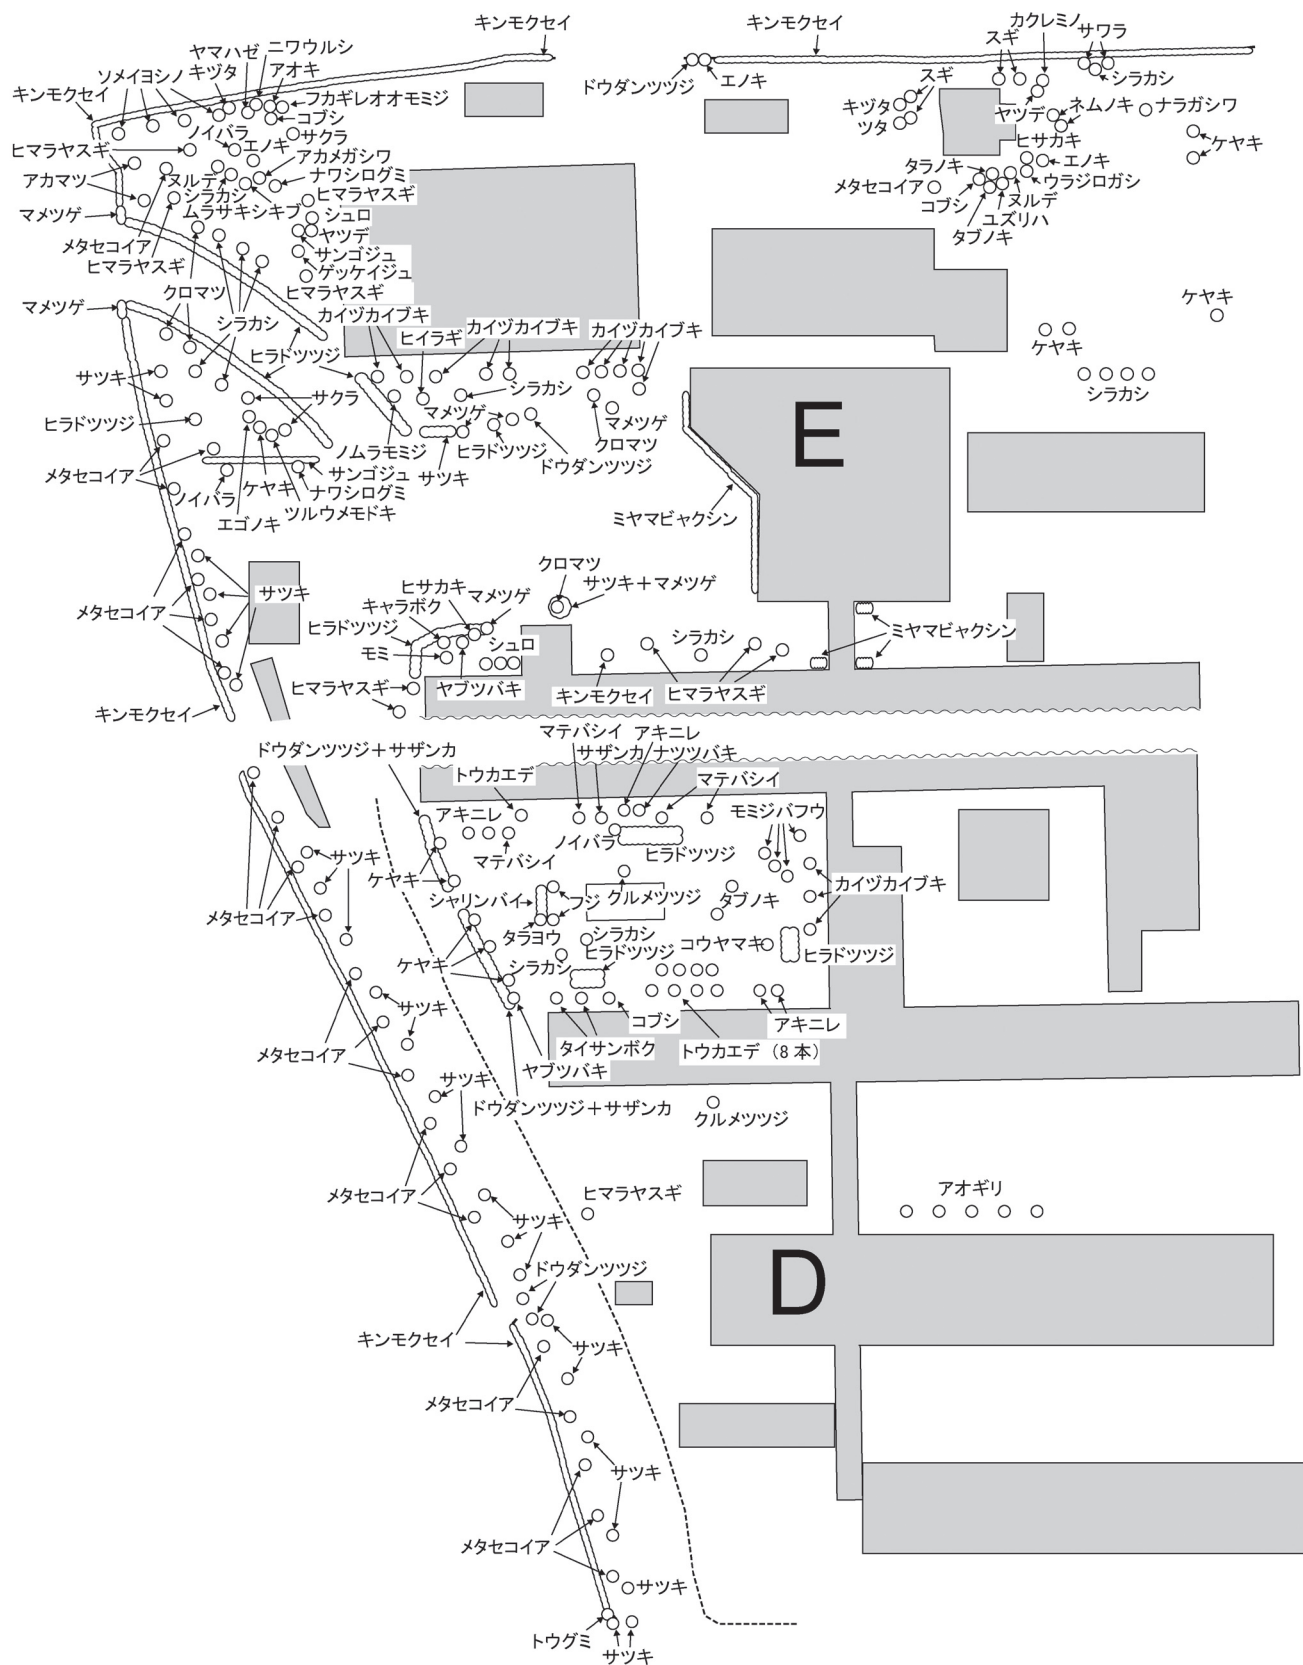 キンモクセイ
キンモクセイ
カクレミノ
スギ
サワラ
ヤマハゼ
ニワウルシ
ソメイヨシノ
キヅタ
アオキ
ドウダンツツジ
エノキ
スギ
シラカシ
キンモクセイ
フカギレオオモミジ
コブシ
キヅタ
ツタ
ヤツデ
ネムノキ
ナラガシワ
ノイバラ
エノキ
サクラ
ヒサカキ
ケヤキ
ヒマラヤスギ
アカメガシワ
タラノキ
エノキ
アカマツ
ヌルデ
ナワシログミ
メタセコイア
ウラジロガシ
シラカシ
ヒマラヤスギ
コブシ
ヌルデ
マメツゲ
ムラサキシキブ
シュロ
ユズリハ
ヤツデ
タブノキ
メタセコイア
サンゴジュ
ヒマラヤスギ
ゲッケイジュ
クロマツ
ヒマラヤスギ
ケヤキ
マメツゲ
シラカシ
カイヅカイブキ
ヒイラギ
カイヅカイブキ
カイヅカイブキ
ケヤキ
ヒラドツツジ
サツキ
シラカシ
シラカシ
サクラ
マメツゲ
マメツゲ
E
ヒラドツツジ
ノムラモミジ
ヒラドツツジ
クロマツ
ドウダンツツジ
メタセコイア
サンゴジュ
サツキ
ノイバラ
ケヤキ
ナワシログミ
エゴノキ
ツルウメモドキ
ミヤマビャクシン
クロマツ
サツキ
ヒサカキ
サツキ+マメツゲ
キャラボク
マメツゲ
メタセコイア
ヒラドツツジ
シラカシ
ミヤマビャクシン
モミ
シュロ
ヒマラヤスギ
ヤブツバキ
キンモクセイ
ヒマラヤスギ
キンモクセイ
ドウダンツツジ+サザンカ
マテバシイ
アキニレ
サザンカ
ナツツバキ
トウカエデ
マテバシイ
アキニレ
モミジバフウ
サツキ
マテバシイ
ノイバラ
ヒラドツツジ
ケヤキ
カイヅカイブキ
メタセコイア
シャリンバイ
フジ
クルメツツジ
タブノキ
タラヨウ
シラカシ
コウヤマキ
ヒラドツツジ
ヒラドツツジ
ケヤキ
シラカシ
サツキ
コブシ
アキニレ
メタセコイア
タイサンボク
トウカエデ(8本)
ヤブツバキ
サツキ
ドウダンツツジ+サザンカ
クルメツツジ
メタセコイア
ヒマラヤスギ
アオギリ
サツキ
ドウダンツツジ
D
キンモクセイ
サツキ
メタセコイア
サツキ
メタセコイア
サツキ
トウグミ
サツキ